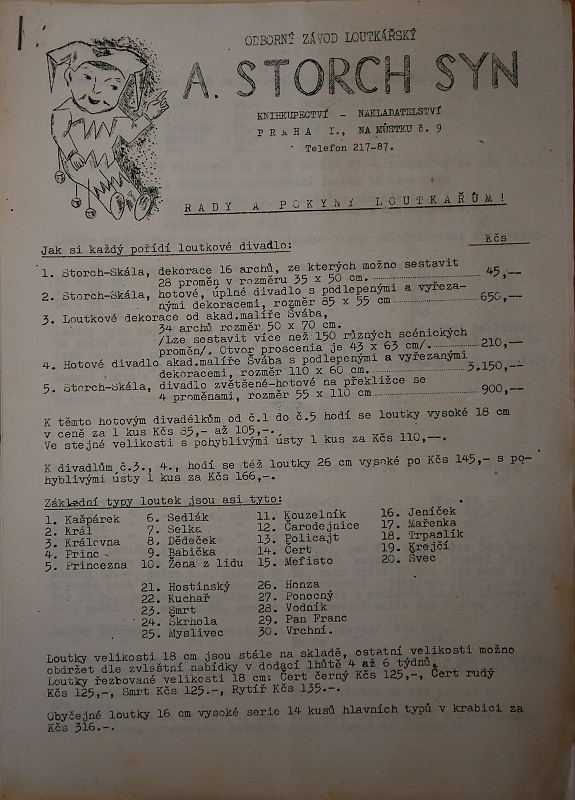 ODBORNÝ ZÁVOD LOUTKÁŘSKÝ
A. STORCH SYN
KNIHKUPECTVÍ - NAKLADATELSTVÍ
PRAHA I., NA MŮSTKU č. 9
Telefon 217-87.
RADY A POKYNY LOUTKAŘŮM!
Jak si každý pořídí loutkové divadlo: Kčs
1. Storch-Skála, dekorace 16 archů, ze kterých možno sestavit
28 proměn v rozměru 35 x 50 cm. 45,--
2. Storch-Skála, hotové, úplné divadlo s podlepenými a vyřeza-
nými dekoracemi, rozměr 85 x 55 cm 650,--
3. Loutkové dekorace od akad.malíře Švába,
34 archů rozměr 50 x 70 cm.
/Lze sestavit více než 150 různých scénických
proměn/. Otvor proscenia je 43 x 63 cm/. 210,--
4. Hotové divadlo akad.malíře Švába s podlepenými a vyřezanými
dekoracemi, rozměr 110 x 60 cm. 3.150,--
5. Storch-Skála, divadlo zvětšené-hotové na překližce se
4 proměnami, rozměr 55 x 110 cm 900,--
K těmto hotovým divadélkům od č.1 do č.5 hodí se loutky vysoké 18 cm
v ceně za 1 kus Kčs 85,- až 105,-.
Ve stejné velikosti s pohyblivými ústy 1 kus za Kčs 110,--.
K divadlům č.3., 4., hodí se též loutky 26 cm vysoké po Kčs 145,- s po-
hyblivými ústy 1 kus za Kčs 166,-.
Základní typy loutek jsou asi tyto:
1. Kašpárek 6. Sedlák 11. Kouzelník 16. Jeníček
2. Král 7. Selka 12. Čarodejnice 17. Mařenka
3. Královna 8. Dědeček 13. Policajt 18. Trpaslík
4. Princ 9. Babička 14. Čert 19. Krejčí
5. Princezna 10. Žena z lidu 15. Mefisto 20. Švec
21. Hostinský 26. Honza
22. Kuchař 27. Ponocný
23. Smrt 28. Vodník
24. Škrhola 29. Pan Franc
25. Myslivec 30. Vrchní.
Loutky velikosti 18 cm jsou stále na skladě, ostatní velikosti možno
obdržet dle zvláštní nabídky v dodací lhůtě 4 až 6 týdnů.
Loutky řezbované velikosti 18 cm: Čert černý Kčs 125,-, Čert rudý
Kčs 125,-, Smrt Kčs 125.-, Rytíř Kčs 135.-.
Obyčejné loutky 16 cm vysoké serie 14 kusů hlavních typů v krabici za
Kčs 316.-.